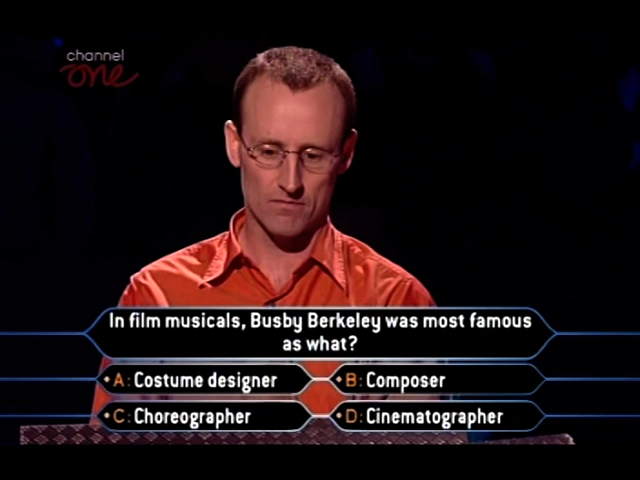 channel
one
In film musicals, Busby Berkeley was most famous
as what?
A: Costume designer
B: Composer
C: Choreographer
D: Cinematographer